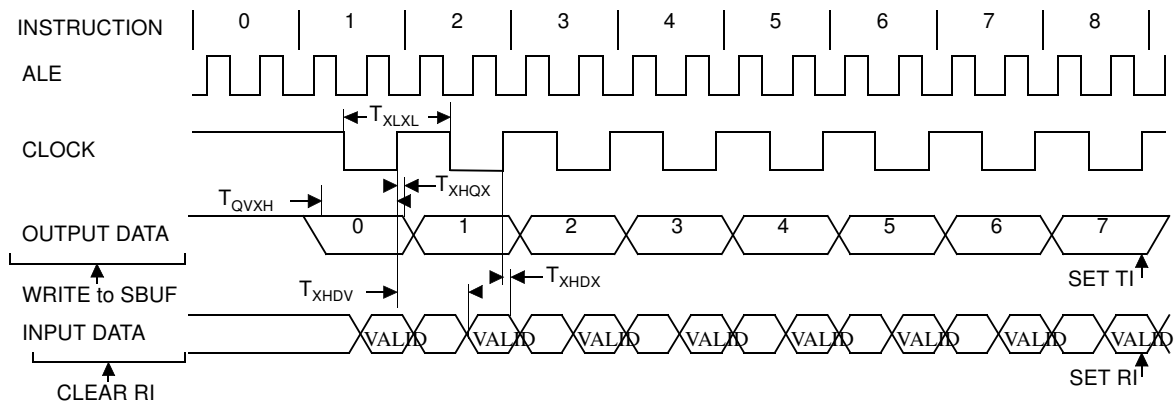 INSTRUCTION 0 1 2 3 4 5 6 7 8
ALE
TXLXL
CLOCK
TXHQX
TQVXH
OUTPUT DATA 0 1 2 3 4 5 6 7
SET TI
WRITE to SBUF
TXHDV
TXHDX
INPUT DATA VALID VALID VALID VALID VALID VALID VALID VALID
SET RI
CLEAR RI